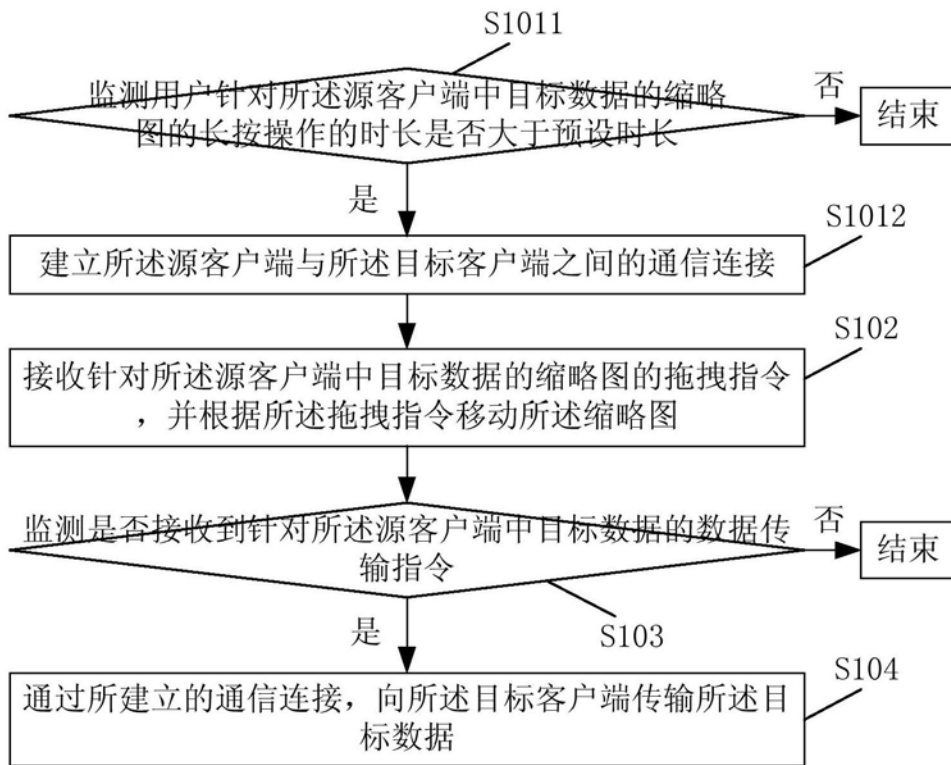 S1011
监测用户针对所述源客户端中目标数据的缩略
图的长按操作的时长是否大于预设时长
否
结束
是
S1012
建立所述源客户端与所述目标客户端之间的通信连接
S102
接收针对所述源客户端中目标数据的缩略图的拖拽指令
，并根据所述拖拽指令移动所述缩略图
监测是否接收到针对所述源客户端中目标数据的数据传
输指令
否
结束
S103
是
S104
通过所建立的通信连接，向所述目标客户端传输所述目
标数据